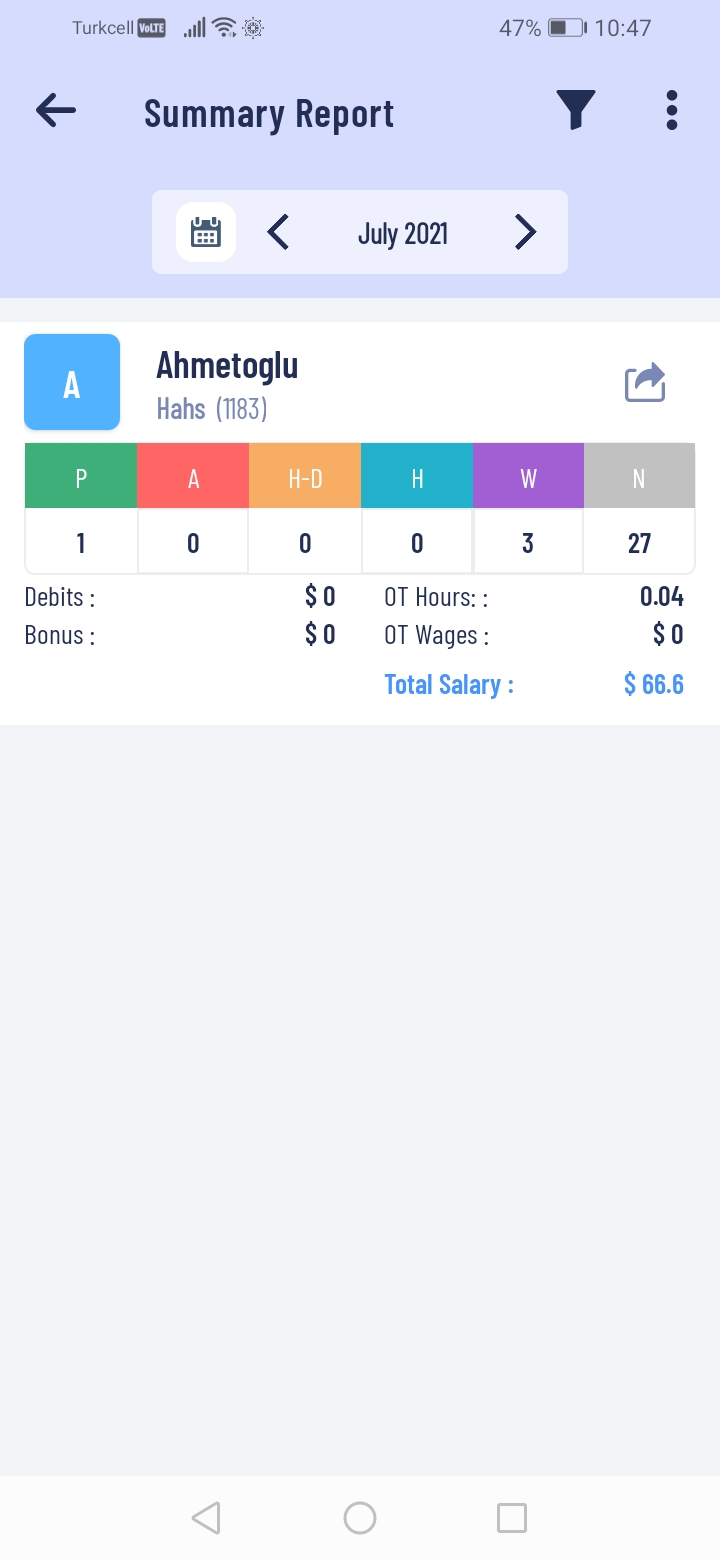 Turkcell VoLTE 47% 10:47
Summary Report
July 2021
A
Ahmetoglu
Hahs (1183)
P A H-D H W N
1 0 0 0 3 27
Debits : $ 0 OT Hours: : 0.04
Bonus : $ 0 OT Wages : $ 0
Total Salary : $ 66.6